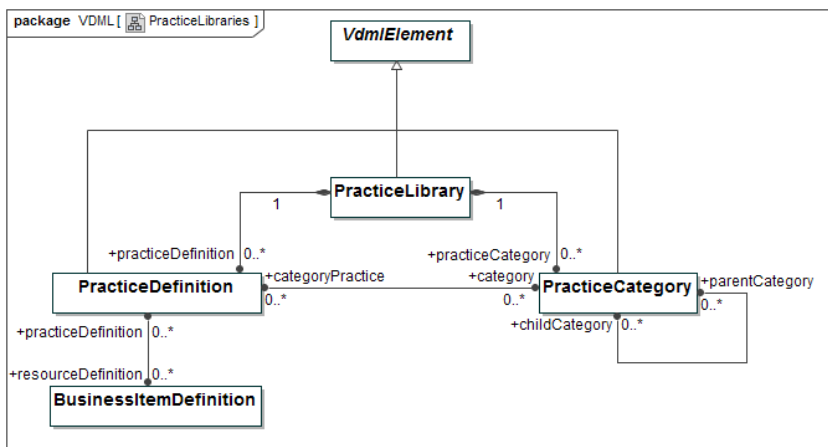 package VDML [ PracticeLibraries ]
VdmlElement
PracticeLibrary
1
1
+practiceDefinition 0..*
+practiceCategory 0..*
PracticeDefinition
+categoryPractice
0..*
+category
0..*
PracticeCategory
+parentCategory
0..*
+childCategory 0..*
+practiceDefinition 0..*
+resourceDefinition 0..*
BusinessItemDefinition